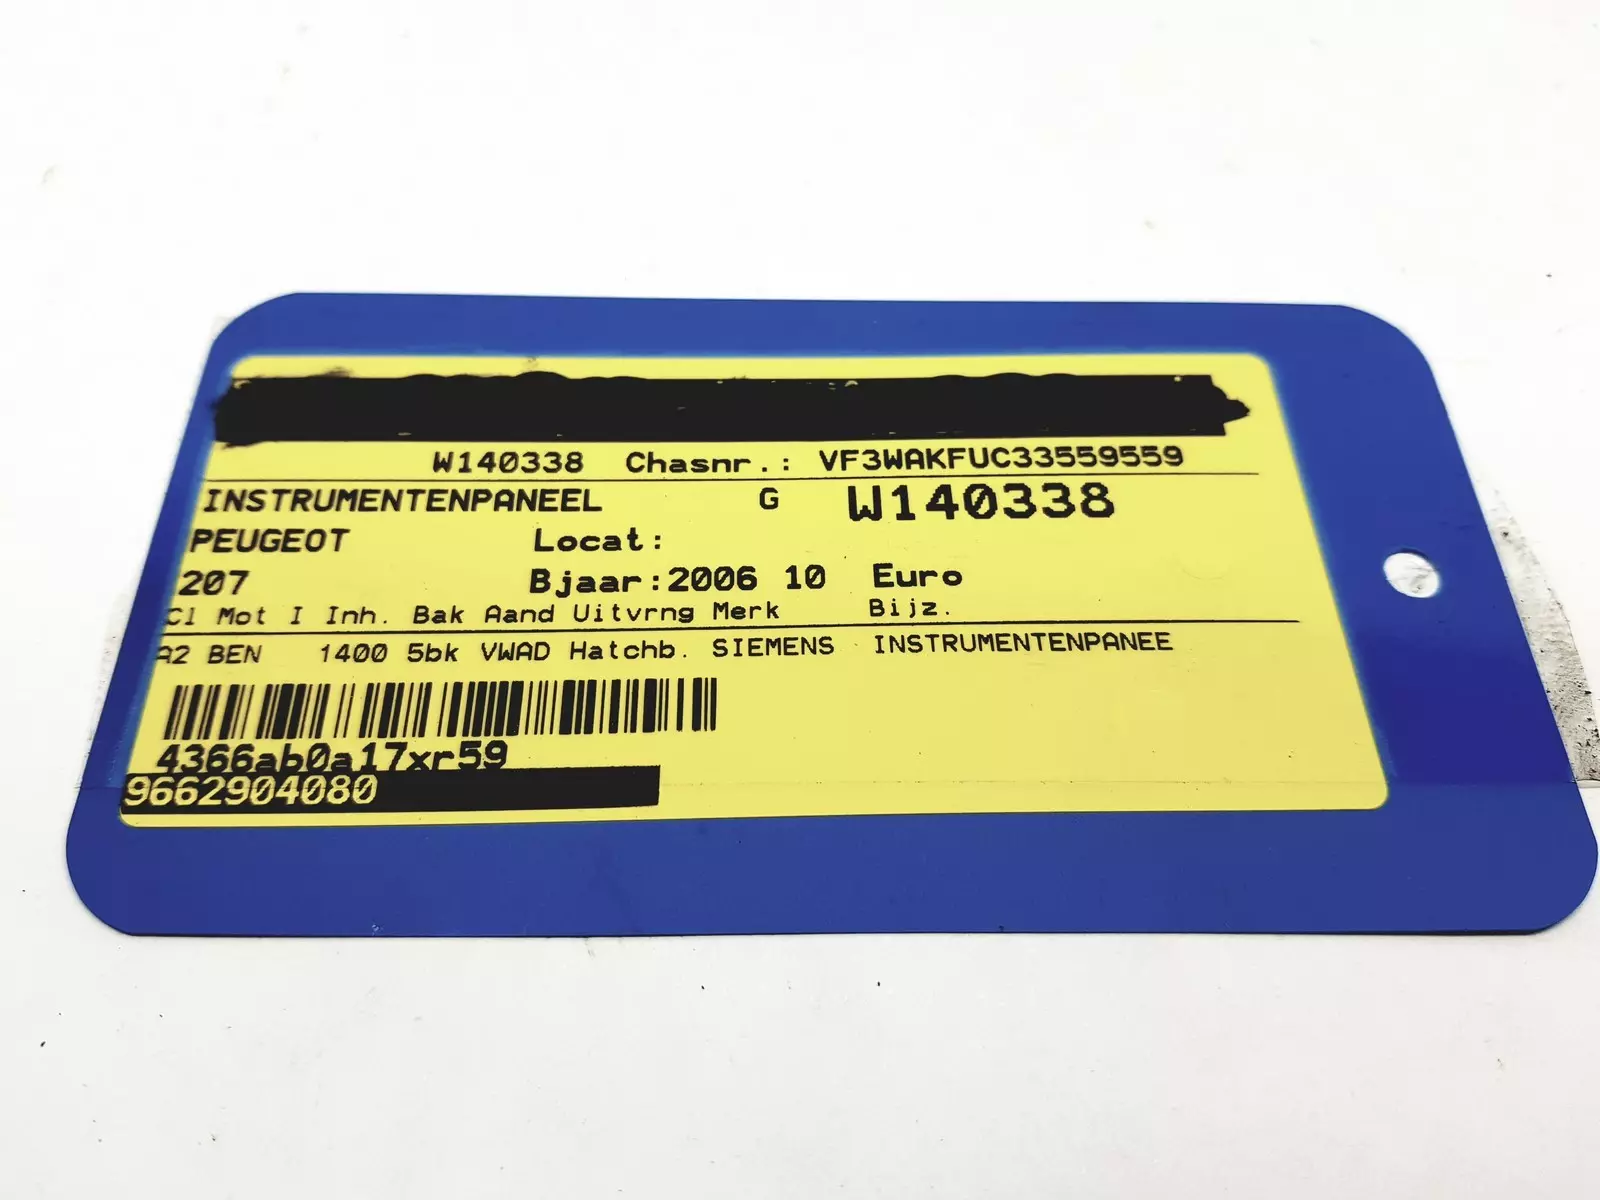 W140338 Chasnr.: VF3WAKFUC33559559
INSTRUMENTENPANEEL G W140338
PEUGEOT Locat:
207 Bjaar:2006 10 Euro
Cl Mot I Inh. Bak Aand Uitvrng Merk Bijz.
A2 BEN 1400 5bk VWAD Hatchb. SIEMENS INSTRUMENTENPANEE
4366ab0a17xr59
9662904080